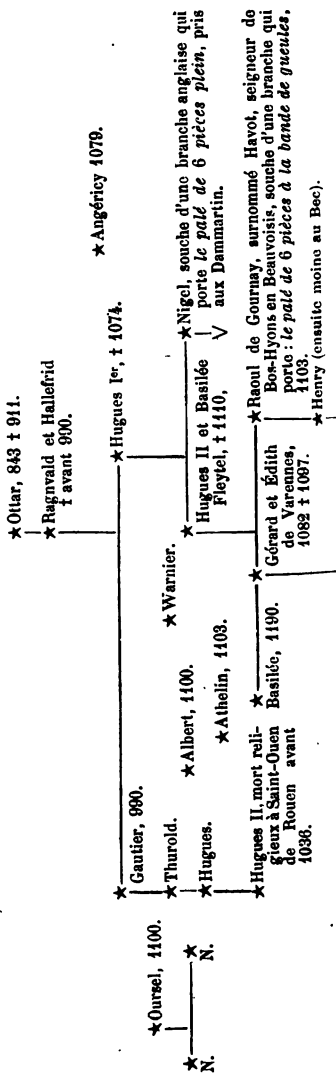 ★ Ottar, 843 † 911.
★ Ragnvald et Hallefrid
† avant 900.
★ Angéricy 1079.
★ Hugues Ier, † 1074.
★ Gautier, 990.
★ Oursel, 1100.
★ N.
★ N.
★ Thurold.
★ Albert, 1100.
★ Warnier.
★ Hugues.
★ Athelin, 1103.
★
Hugues II et Basilée
Fleytel, † 1110,
★ Nigel, souche d'une branche anglaise qui
porte le palé de 6 pièces plein, pris
aux Dammartin.
★ Hugues II, mort reli-
gieux à Saint-Ouen
de Rouen avant
1036.
★
Basilée, 1190.
★
Gérard et Édith
de Varennes,
1082 † 1097.
★ Raoul de Gournay, surnommé Havot, seigneur de
Bos-Hyons en Beauvoisis, souche d'une branche qui
porte : le palé de 6 pièces à la bande de gueules,
1103.
★ Henry (ensuite moine au Bec).